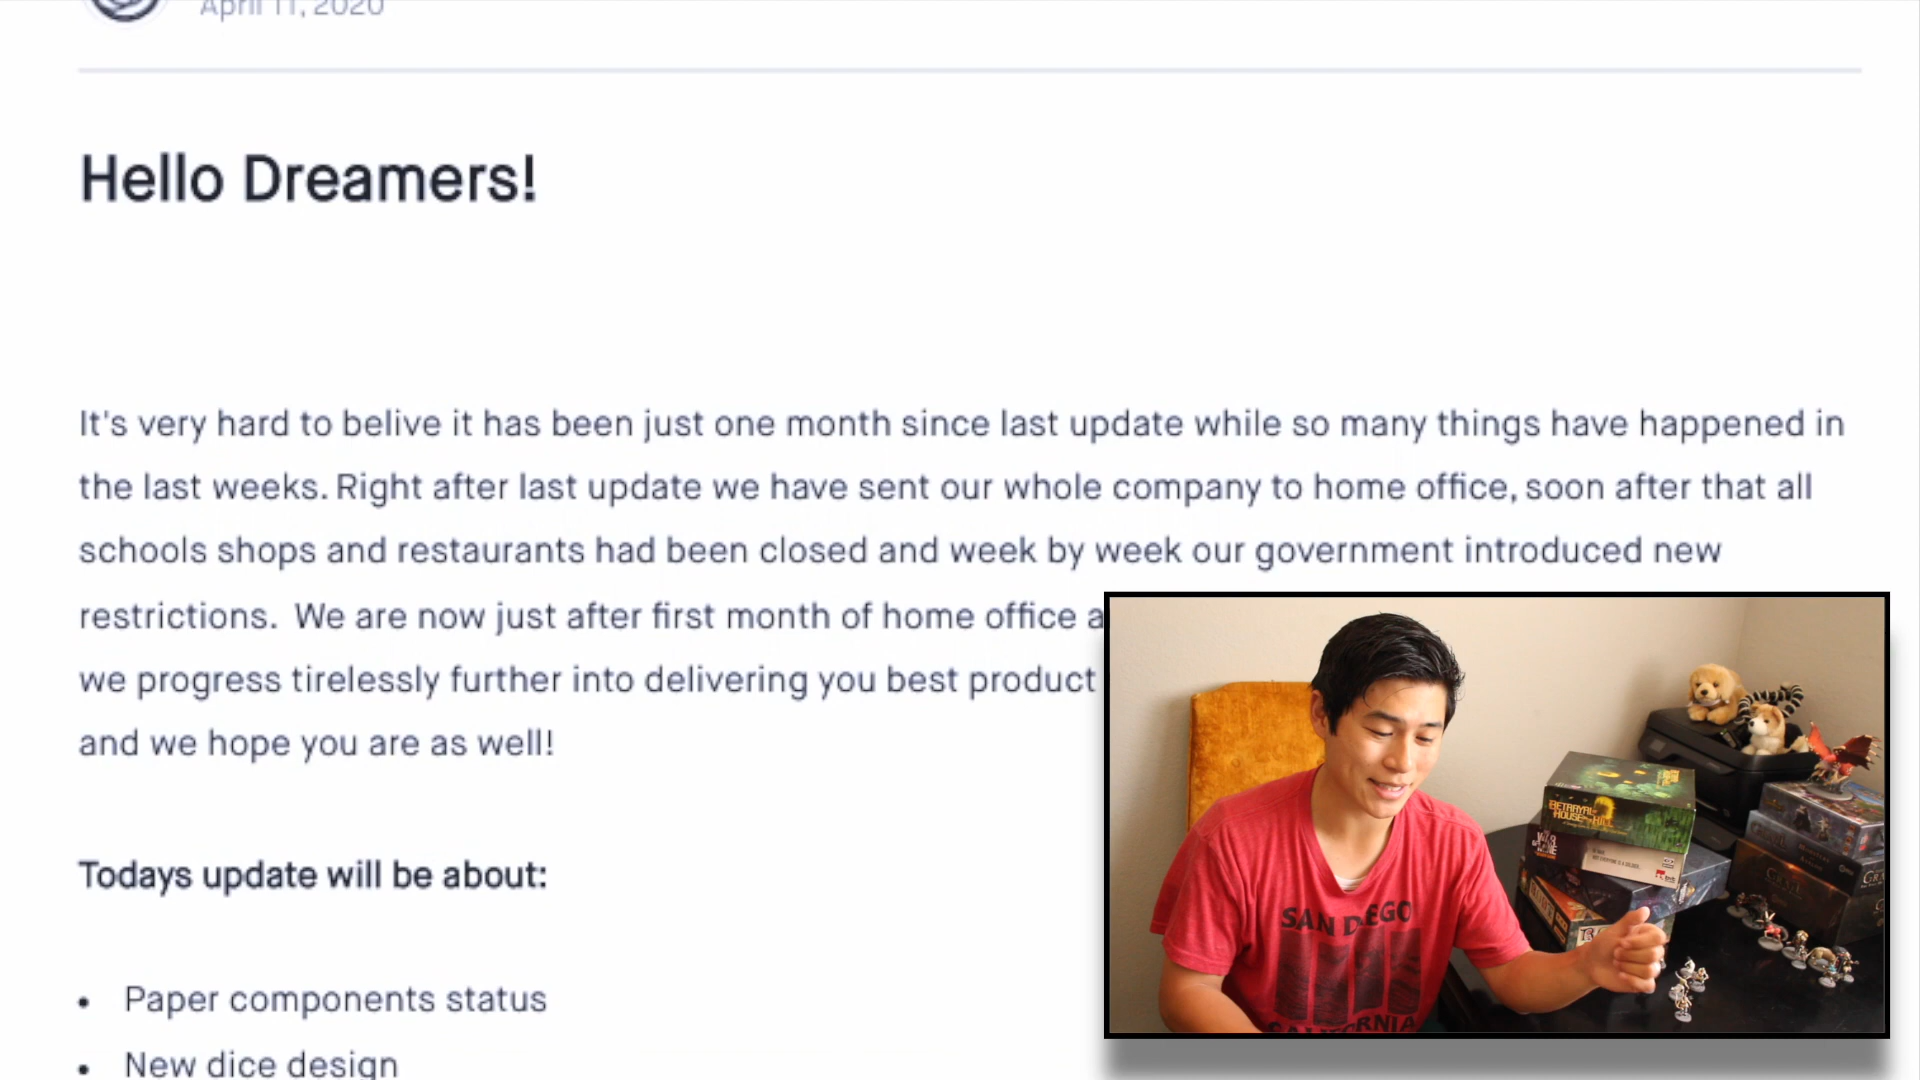 April 11, 2020
Hello Dreamers!
It's very hard to belive it has been just one month since last update while so many things have happened in
the last weeks. Right after last update we have sent our whole company to home office, soon after that all
schools shops and restaurants had been closed and week by week our government introduced new
restrictions. We are now just after first month of home office a
we progress tirelessly further into delivering you best product
and we hope you are as well!
Todays update will be about:
Paper components status
New dice design
BETRAYAL
HOUSE HILL
SAN DIEGO
CALIFORNIA